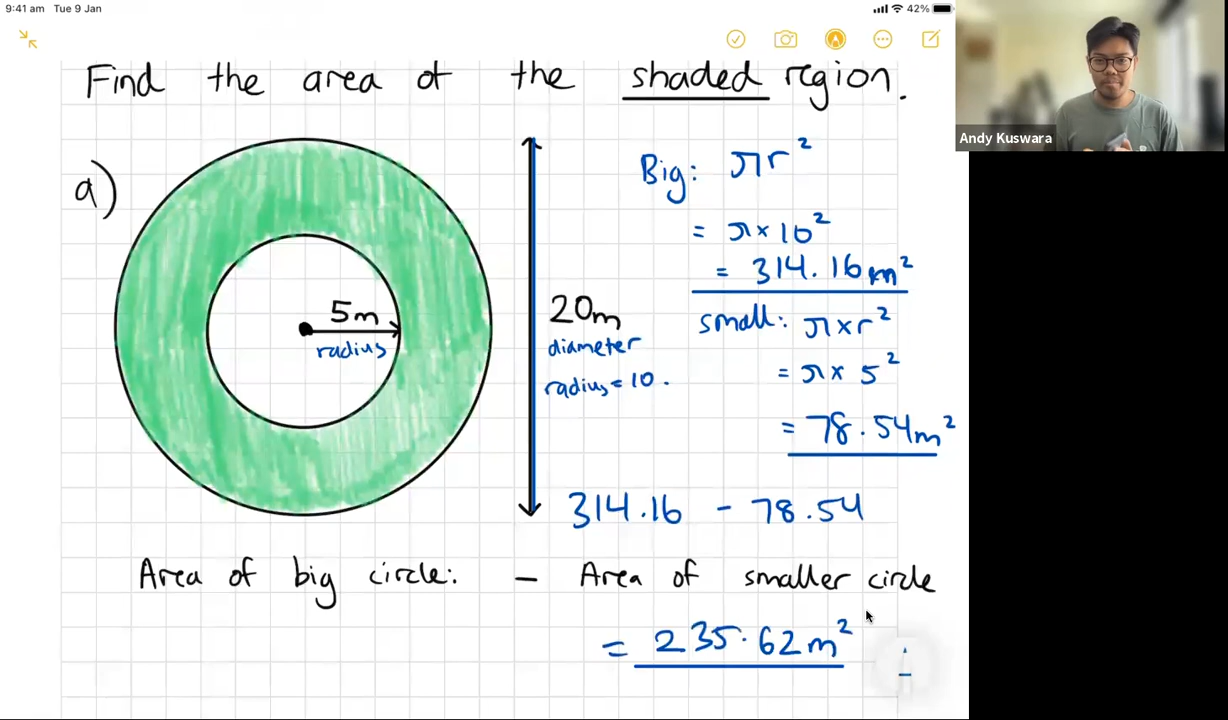 9:41 am Tue 9 Jan
42%
Find the area of the shaded region.
Andy Kuswara
a)
5m
radius
20m
diameter
radius = 10.
Big: πr²
= π × 10²
= 314.16m²
small: π×r²
= π × 5²
= 78.54m²
314.16 - 78.54
Area of big circle: - Area of smaller circle
= 235.62m²